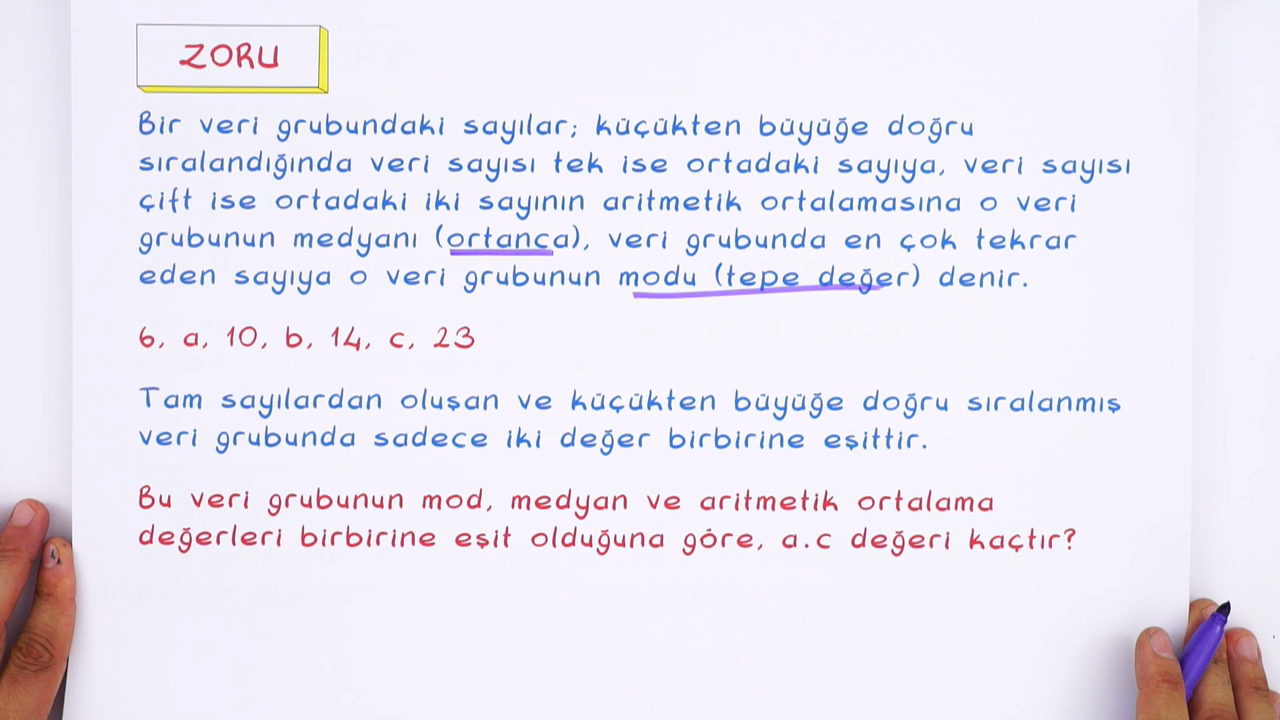 ZORU
Bir veri grubundaki sayılar; küçükten büyüğe doğru
sıralandığında veri sayısı tek ise ortadaki sayıya, veri sayısı
çift ise ortadaki iki sayının aritmetik ortalamasına o veri
grubunun medyanı (ortanca), veri grubunda en çok tekrar
eden sayıya o veri grubunun modu (tepe değer) denir.
6, a, 10, b, 14, c, 23
Tam sayılardan oluşan ve küçükten büyüğe doğru sıralanmış
veri grubunda sadece iki değer birbirine eşittir.
Bu veri grubunun mod, medyan ve aritmetik ortalama
değerleri birbirine eşit olduğuna göre, a.c değeri kaçtır?